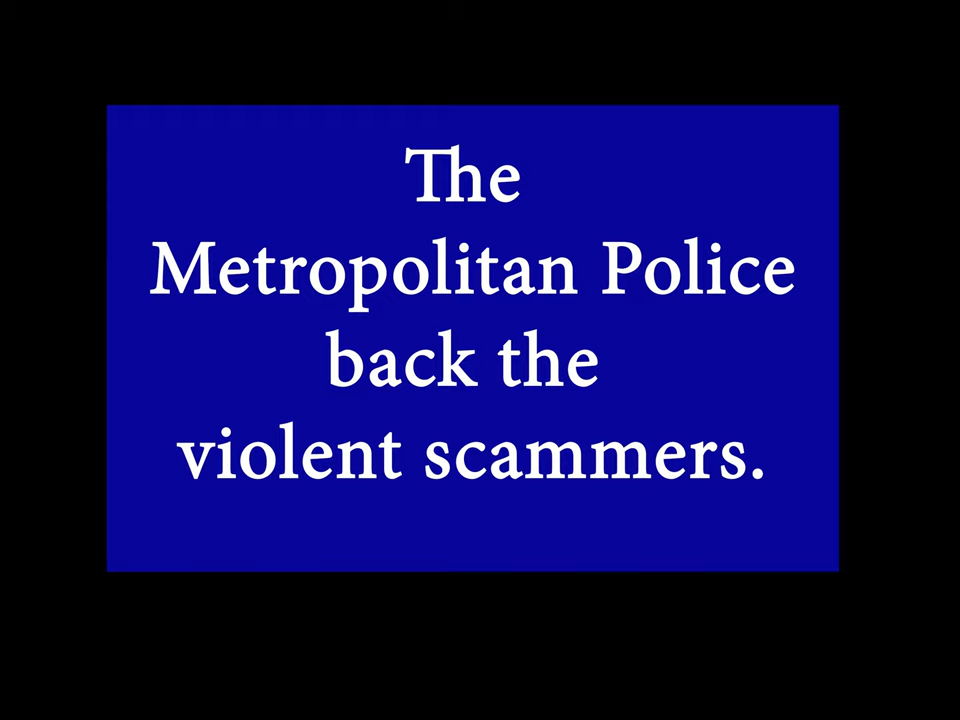 The
Metropolitan Police
back the
violent scammers.